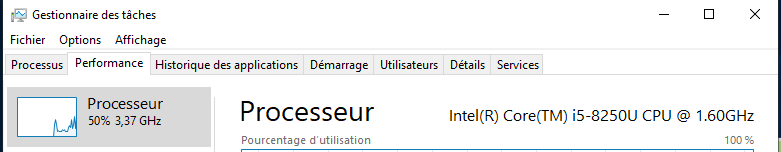 Gestionnaire des tâches
Fichier Options Affichage
Processus Performance Historique des applications Démarrage Utilisateurs Détails Services
Processeur
50% 3,37 GHz
Processeur Intel(R) Core(TM) i5-8250U CPU @ 1.60GHz
Pourcentage d'utilisation 100 %